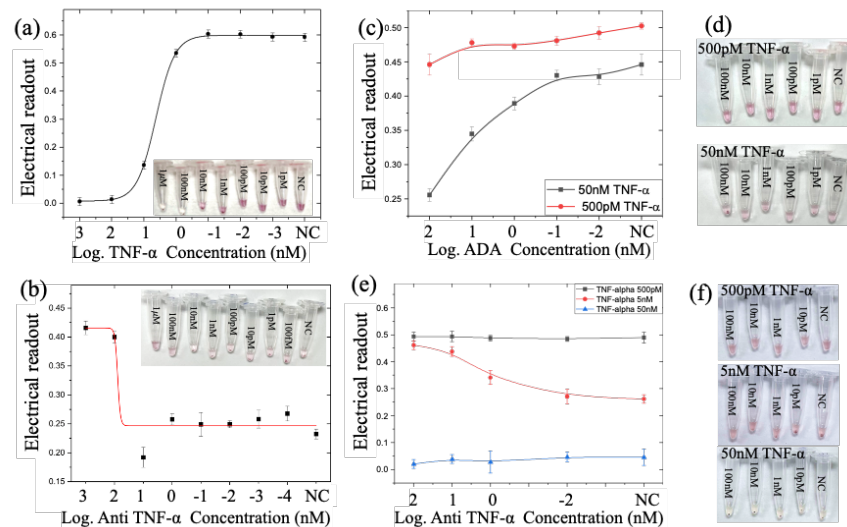 (a)
Electrical readout
0.6
0.5
0.4
0.3
0.2
0.1
0.0
1μM
100nM
10nM
1nM
100pM
10pM
1pM
NC
3 2 1 0 -1 -2 -3 NC
Log. TNF-α Concentration (nM)
(b)
Electrical readout
0.45
0.40
0.35
0.30
0.25
0.20
0.15
1μM
100nM
10nM
1nM
100pM
10pM
1pM
100fM
NC
3 2 1 0 -1 -2 -3 -4 NC
Log. Anti TNF-α Concentration (nM)
(c)
Electrical readout
0.50
0.45
0.40
0.35
0.30
0.25
50nM TNF-α
500pM TNF-α
2 1 0 -1 -2 NC
Log. ADA Concentration (nM)
(d)
500pM TNF-α
100nM
10nM
1nM
100pM
1pM
NC
50nM TNF-α
100nM
10nM
1nM
100pM
1pM
NC
(e)
Electrical readout
0.6
0.5
0.4
0.3
0.2
0.1
0.0
TNF-alpha 500pM
TNF-alpha 5nM
TNF-alpha 50nM
2 1 0 -2 NC
Log. Anti TNF-α Concentration (nM)
(f)
500pM TNF-α
100nM
10nM
1nM
10pM
NC
5nM TNF-α
100nM
10nM
1nM
10pM
NC
50nM TNF-α
100nM
10nM
1nM
10pM
NC